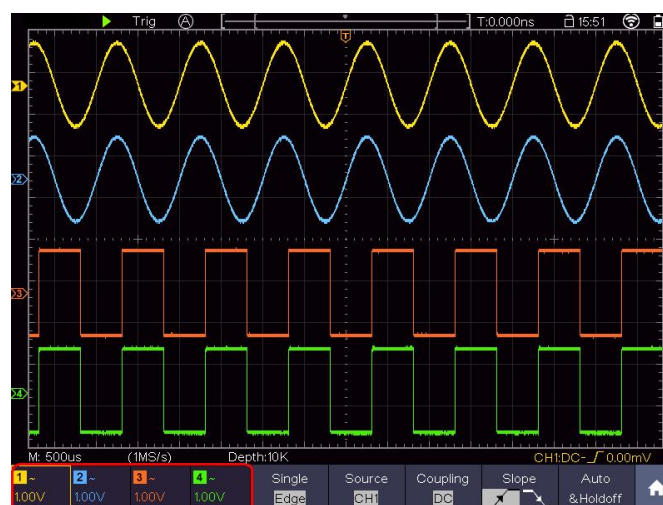 Trig A T:0.000ns 15:51
T
1
2
3
4
M: 500us (1MS/s) Depth:10K CH1:DC- 0.00mV
1 ~ 2 ~ 3 ~ 4 ~ Single Source Coupling Slope Auto
1.00V 1.00V 1.00V 1.00V Edge CH1 DC &Holdoff